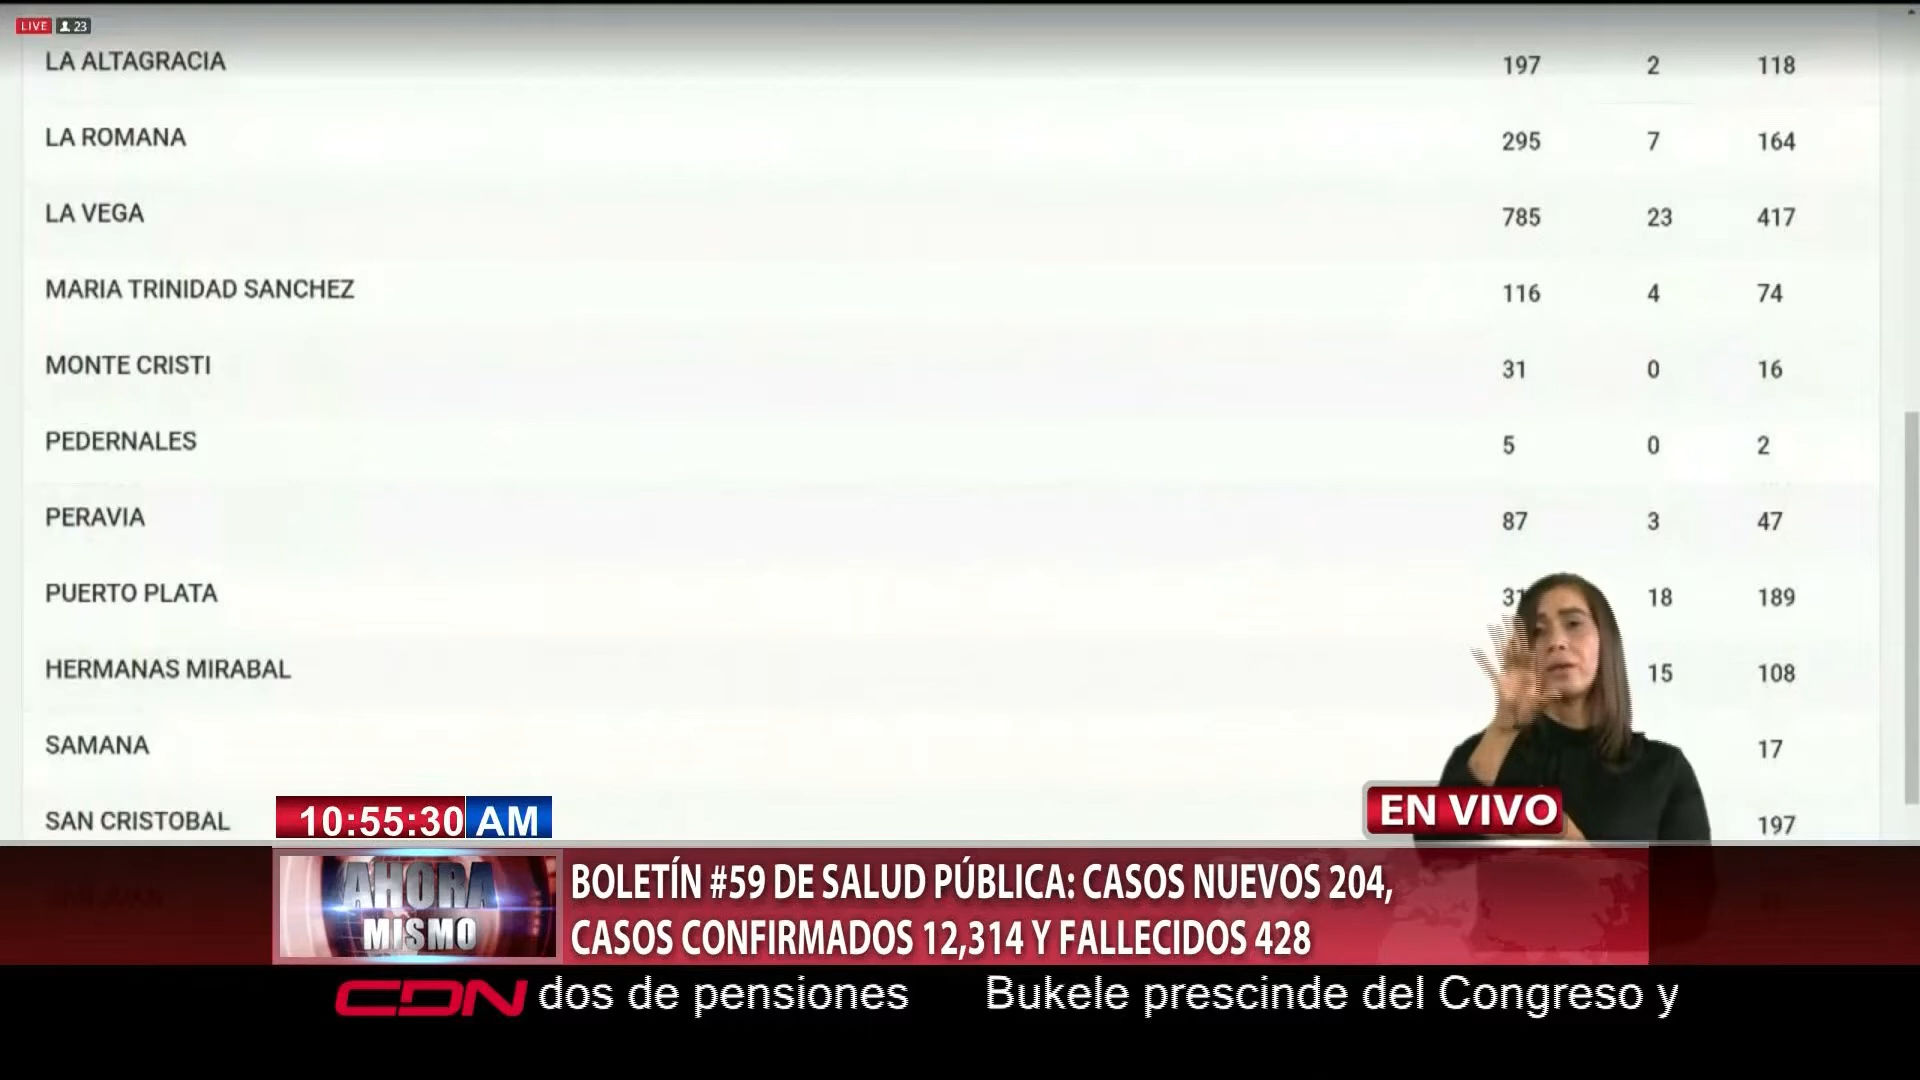 LIVE 23
LA ALTAGRACIA 197 2 118
LA ROMANA 295 7 164
LA VEGA 785 23 417
MARIA TRINIDAD SANCHEZ 116 4 74
MONTE CRISTI 31 0 16
PEDERNALES 5 0 2
PERAVIA 87 3 47
PUERTO PLATA 18 189
HERMANAS MIRABAL 15 108
SAMANA 17
SAN CRISTOBAL 197
10:55:30 AM
EN VIVO
AHORA
MISMO
BOLETÍN #59 DE SALUD PÚBLICA: CASOS NUEVOS 204,
CASOS CONFIRMADOS 12,314 Y FALLECIDOS 428
CDN dos de pensiones Bukele prescinde del Congreso y